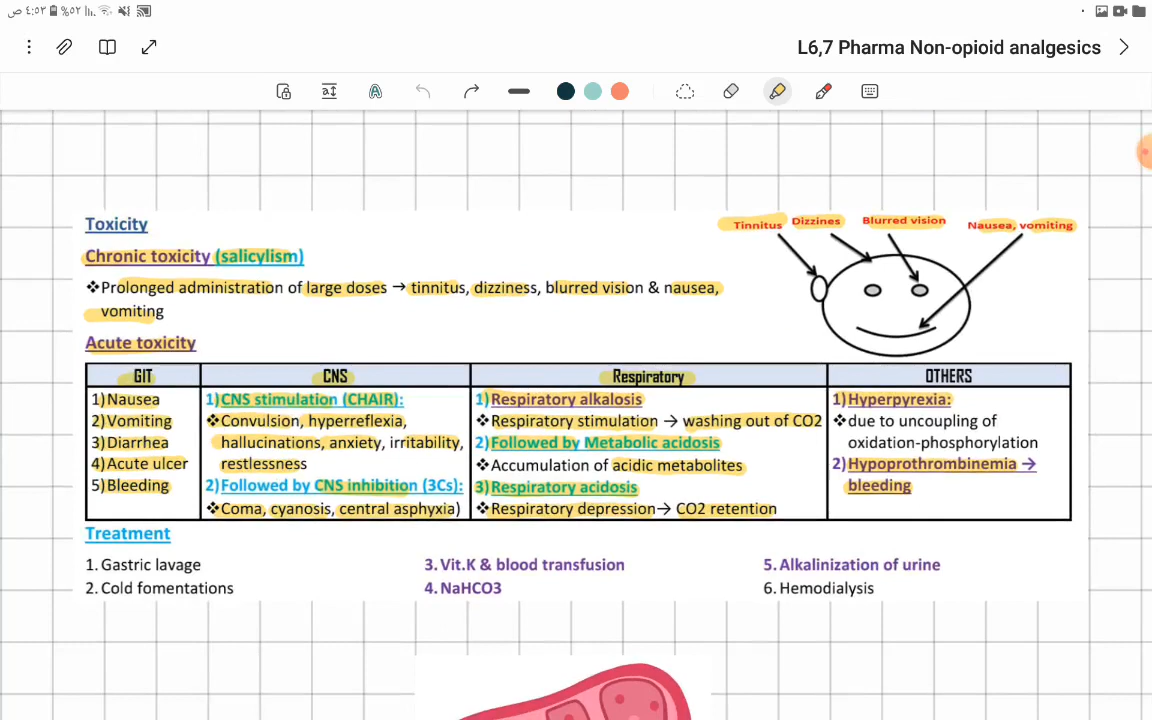 ص ٤:٥٣ %٥٢
L6,7 Pharma Non-opioid analgesics
Toxicity
Tinnitus Dizzines Blurred vision Nausea, vomiting
Chronic toxicity (salicylism)
❖Prolonged administration of large doses → tinnitus, dizziness, blurred vision & nausea,
vomiting
Acute toxicity
GIT CNS Respiratory OTHERS
1)Nausea
2)Vomiting
3)Diarrhea
4)Acute ulcer
5)Bleeding
1)CNS stimulation (CHAIR):
❖Convulsion, hyperreflexia,
hallucinations, anxiety, irritability,
restlessness
2)Followed by CNS inhibition (3Cs):
❖Coma, cyanosis, central asphyxia)
1)Respiratory alkalosis
❖Respiratory stimulation → washing out of CO2
2)Followed by Metabolic acidosis
❖Accumulation of acidic metabolites
3)Respiratory acidosis
❖Respiratory depression→ CO2 retention
1)Hyperpyrexia:
❖due to uncoupling of
oxidation-phosphorylation
2)Hypoprothrombinemia →
bleeding
Treatment
1. Gastric lavage
2. Cold fomentations
3. Vit.K & blood transfusion
4. NaHCO3
5. Alkalinization of urine
6. Hemodialysis